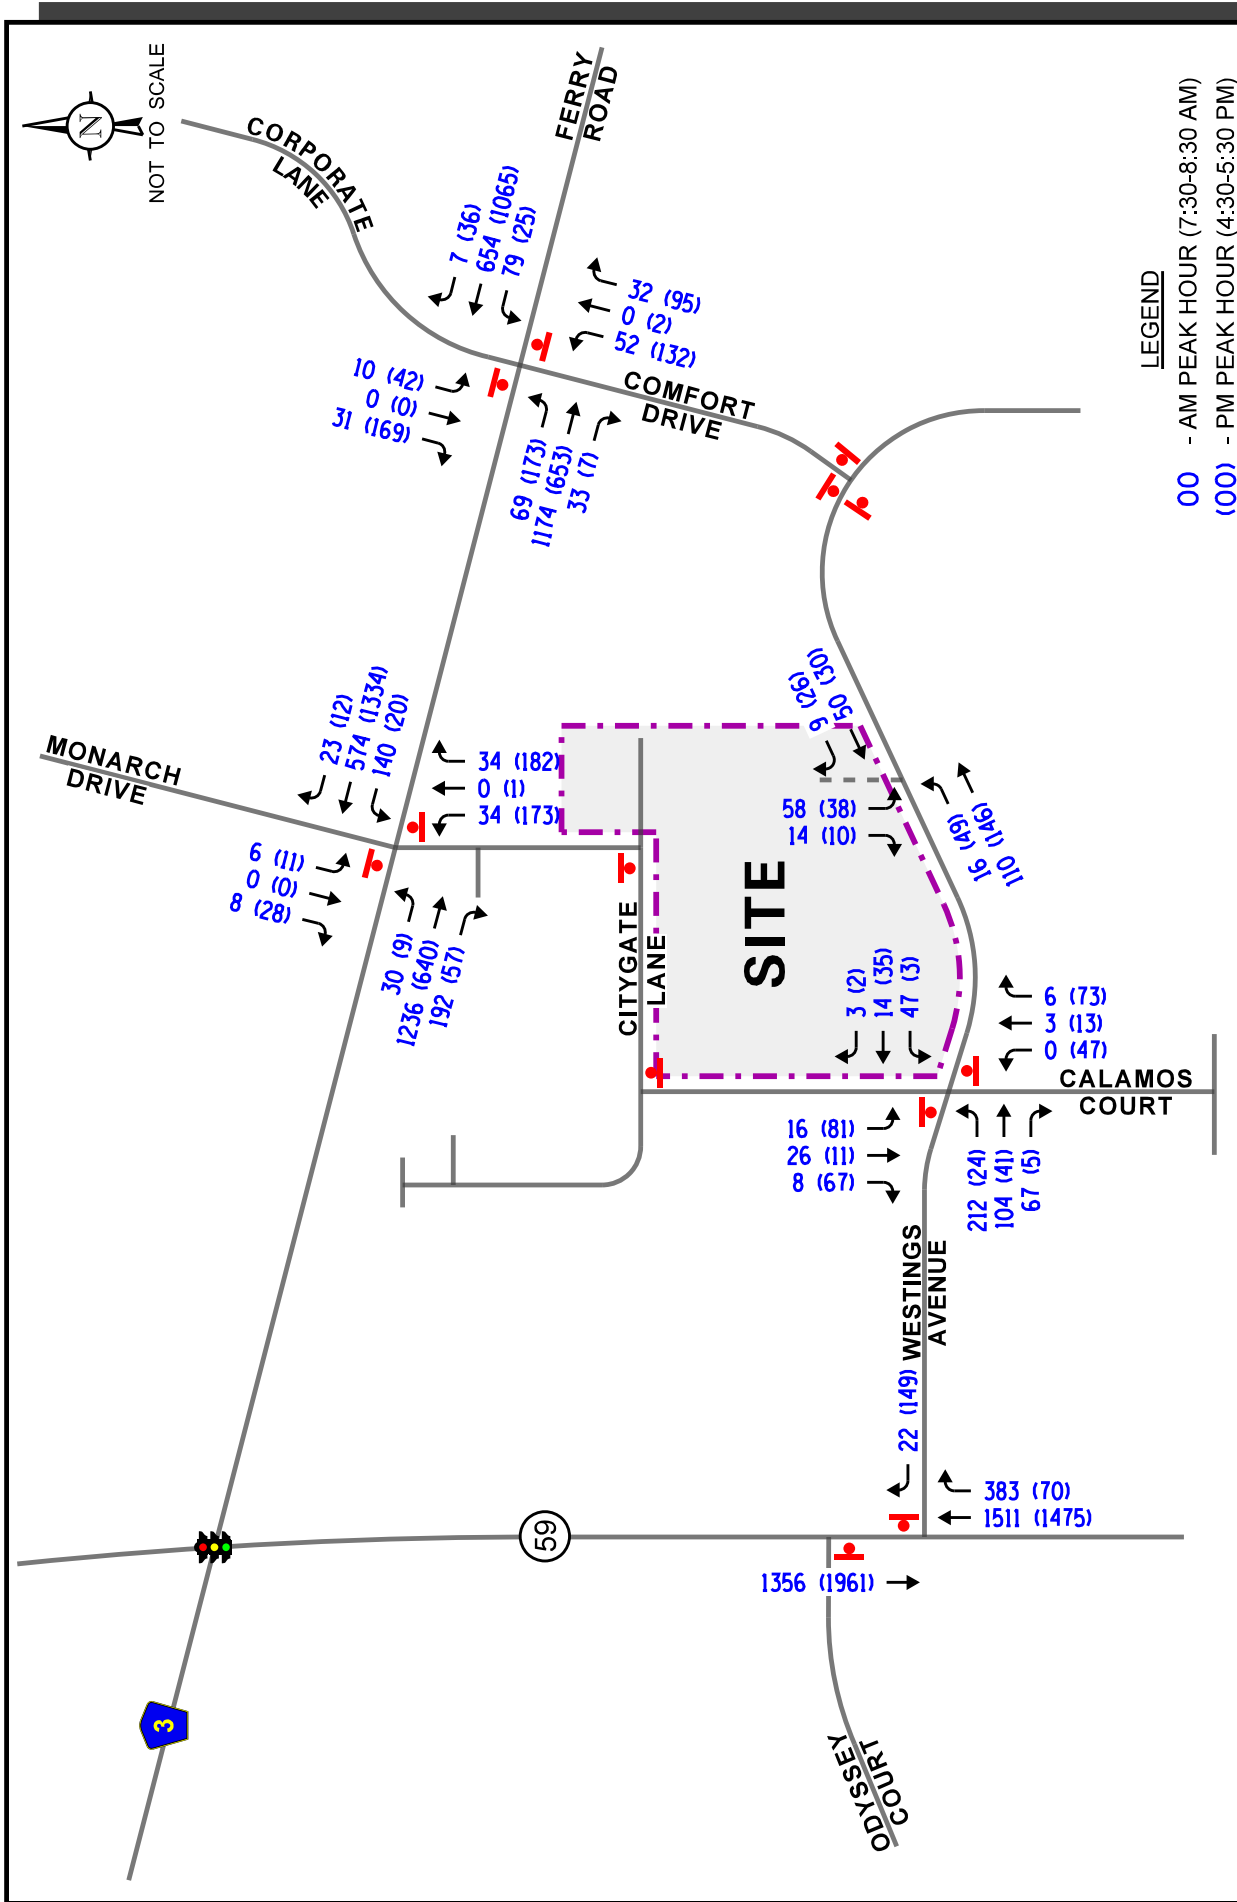 N
NOT TO SCALE
CORPORATE
LANE
FERRY
ROAD
7 (36)
654 (1065)
79 (25)
32 (95)
0 (2)
52 (132)
10 (42)
0 (0)
31 (169)
69 (173)
1174 (653)
33 (7)
COMFORT
DRIVE
LEGEND
00 - AM PEAK HOUR (7:30-8:30 AM)
(00) - PM PEAK HOUR (4:30-5:30 PM)
MONARCH
DRIVE
23 (12)
574 (1334)
140 (20)
34 (182)
0 (1)
34 (173)
6 (11)
0 (0)
8 (28)
30 (9)
1236 (640)
192 (57)
9 (26)
50 (30)
58 (38)
14 (10)
16 (49)
110 (146)
SITE
CITYGATE
LANE
3 (2)
14 (35)
47 (3)
6 (73)
3 (13)
0 (47)
CALAMOS
COURT
16 (81)
26 (11)
8 (67)
212 (24)
104 (41)
67 (5)
WESTINGS
AVENUE
22 (149)
383 (70)
1511 (1475)
59
1356 (1961)
3
ODYSSEY
COURT